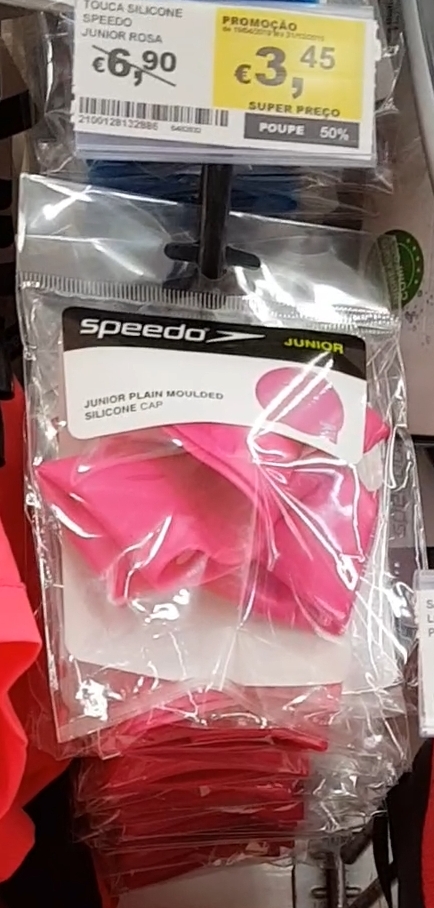 TOUCA SILICONE
SPEEDO
JUNIOR ROSA
€6,90
PROMOÇÃO
€3,45
SUPER PREÇO
POUPE 50%
2100128132886
speedo JUNIOR
JUNIOR PLAIN MOULDED
SILICONE CAP